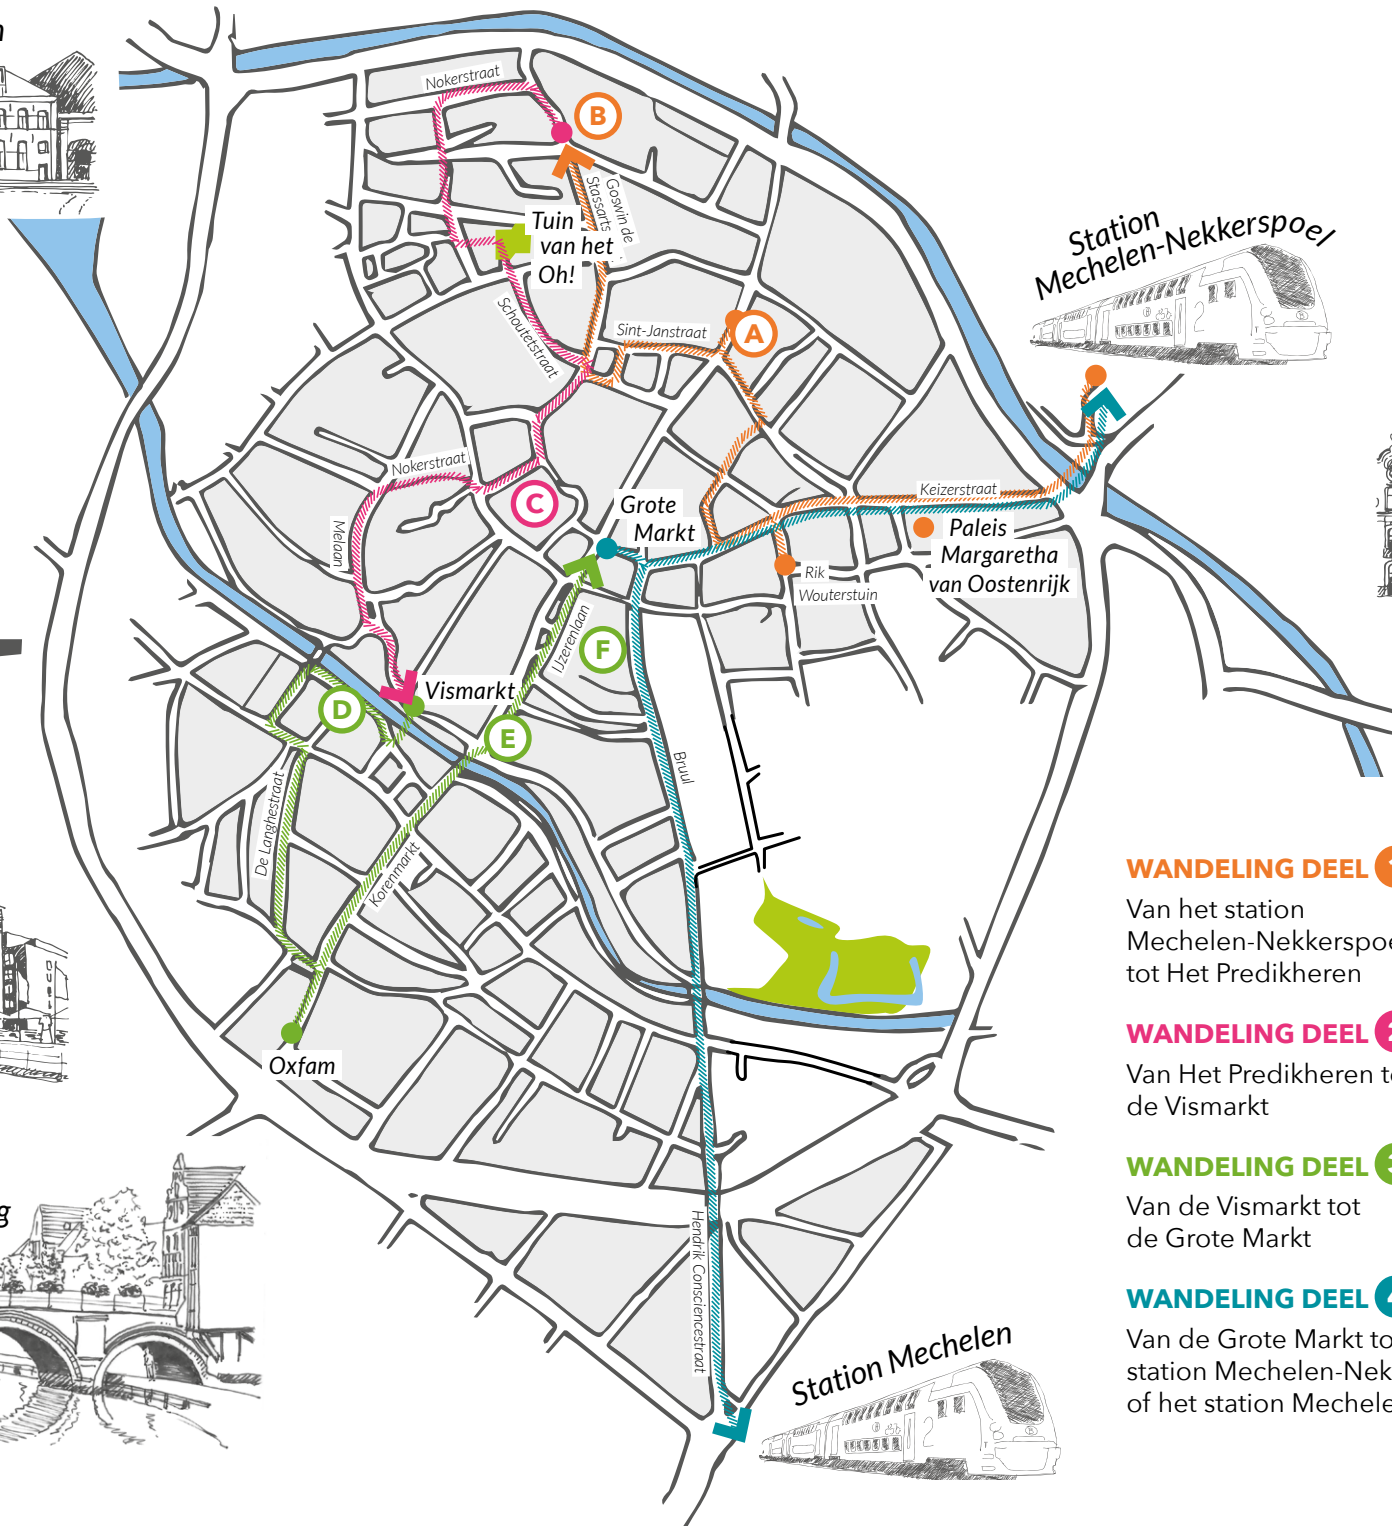 n
Nokerstraat
B
Goswin de
Stassarts
Tuin
van het
Oh!
Station
Mechelen-Nekkerspoel
Schoutetstraat
Sint-Janstraat
A
Nokerstraat
C
Keizerstraat
Grote
Markt
Paleis
Margaretha
van Oostenrijk
Melaan
Rik
Wouterstuin
IJzerenlaan
F
Vismarkt
D
E
Bruul
De Langhestraat
Korenmarkt
Oxfam
g
Hendrik Consciencestraat
Station Mechelen
WANDELING DEEL
Van het station
Mechelen-Nekkerspoe
tot Het Predikheren
WANDELING DEEL
Van Het Predikheren t
de Vismarkt
WANDELING DEEL
Van de Vismarkt tot
de Grote Markt
WANDELING DEEL
Van de Grote Markt to
station Mechelen-Nek
of het station Mechele